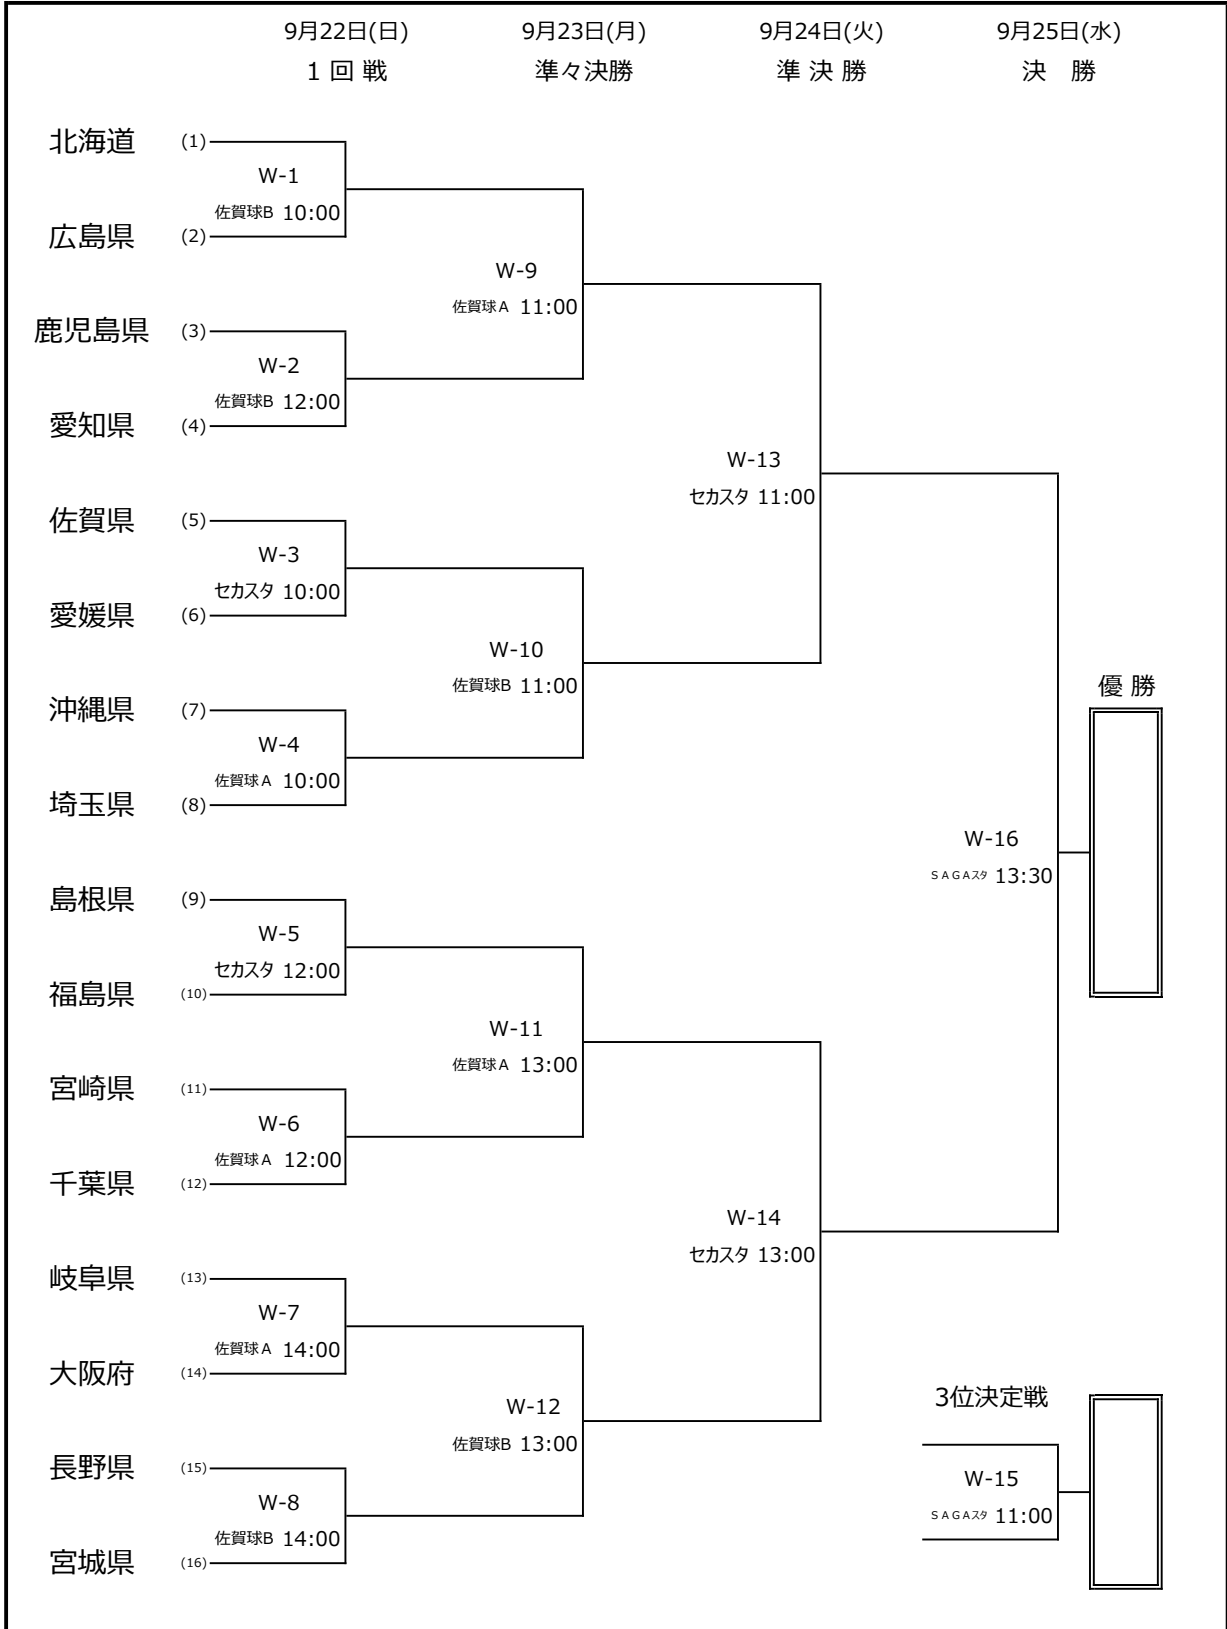 9月22日(日) 9月23日(月) 9月24日(火) 9月25日(水)
1 回 戦 準々決勝 準 決 勝 決 勝
北海道 (1)
W-1
佐賀球B 10:00
広島県 (2)
W-9
佐賀球A 11:00
鹿児島県 (3)
W-2
佐賀球B 12:00
愛知県 (4)
W-13
セカスタ 11:00
佐賀県 (5)
W-3
セカスタ 10:00
愛媛県 (6)
W-10
佐賀球B 11:00
優 勝
沖縄県 (7)
W-4
佐賀球A 10:00
埼玉県 (8)
W-16
SAGAスタ 13:30
島根県 (9)
W-5
セカスタ 12:00
福島県 (10)
W-11
佐賀球A 13:00
宮崎県 (11)
W-6
佐賀球A 12:00
千葉県 (12)
W-14
セカスタ 13:00
岐阜県 (13)
W-7
佐賀球A 14:00
大阪府 (14)
3位決定戦
W-12
佐賀球B 13:00
長野県 (15)
W-15
SAGAスタ 11:00
W-8
佐賀球B 14:00
宮城県 (16)